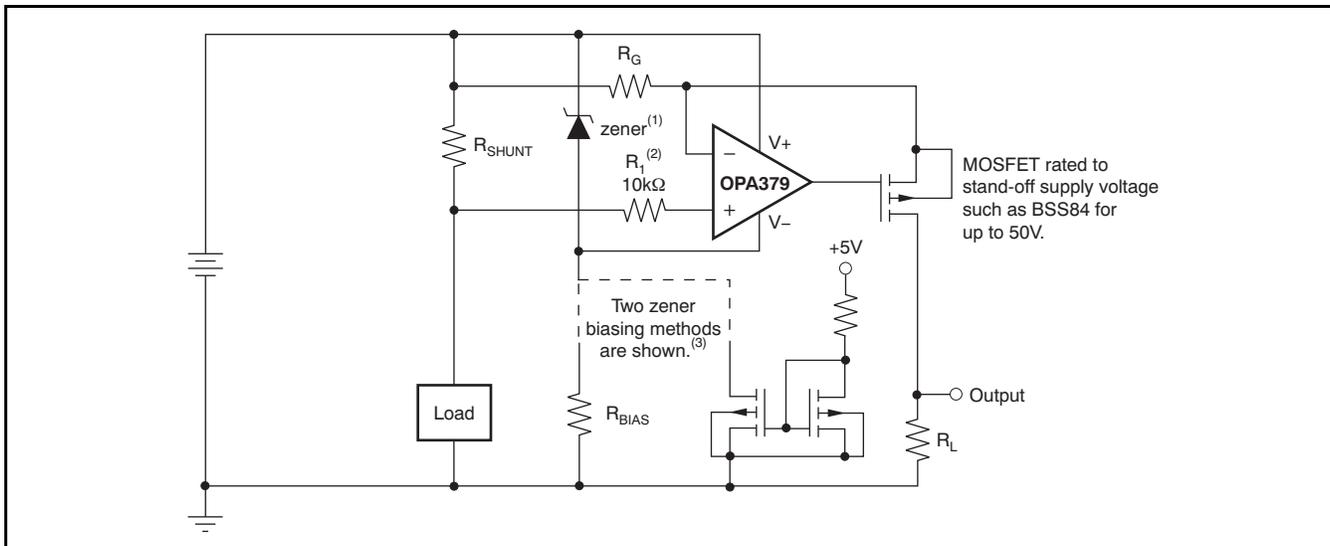 R_G
zener(1)
R_SHUNT
R_1(2)
10kΩ
−
OPA379
+
V+
V−
MOSFET rated to
stand-off supply voltage
such as BSS84 for
up to 50V.
+5V
Two zener
biasing methods
are shown.(3)
Load
R_BIAS
Output
R_L